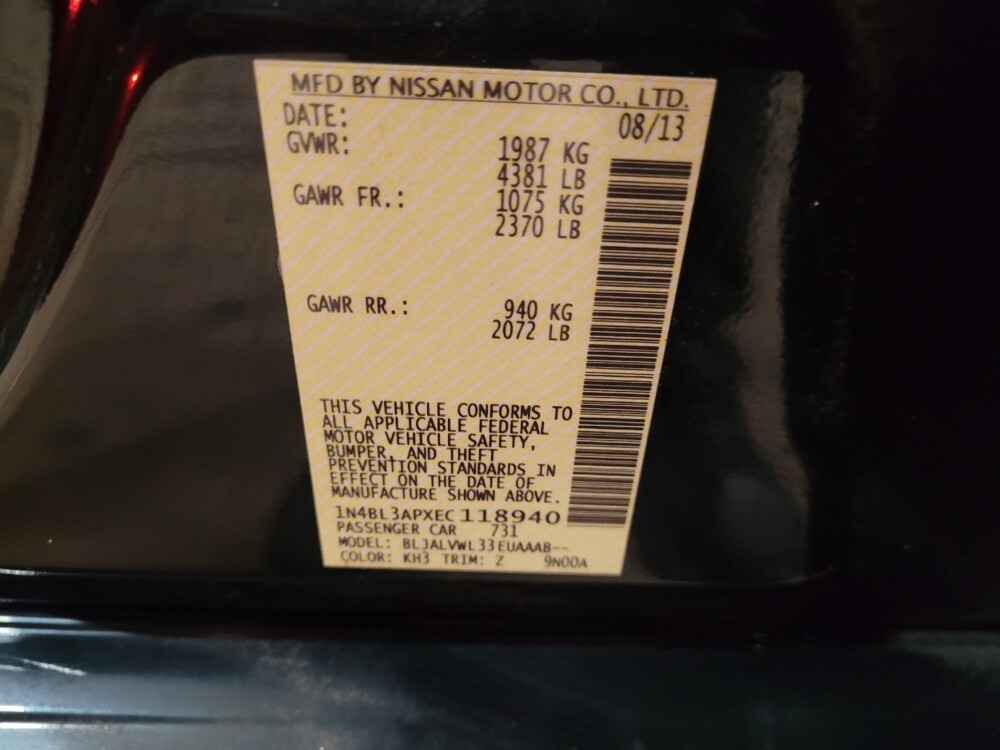 MFD BY NISSAN MOTOR CO., LTD.
DATE: 08/13
GVWR: 1987 KG
4381 LB
GAWR FR.: 1075 KG
2370 LB
GAWR RR.: 940 KG
2072 LB
THIS VEHICLE CONFORMS TO
ALL APPLICABLE FEDERAL
MOTOR VEHICLE SAFETY,
BUMPER, AND THEFT
PREVENTION STANDARDS IN
EFFECT ON THE DATE OF
MANUFACTURE SHOWN ABOVE.
1N4BL3APXEC118940
PASSENGER CAR 731
MODEL: BLJALVWL33EUAAAB--
COLOR: KH3 TRIM: Z 9N00A